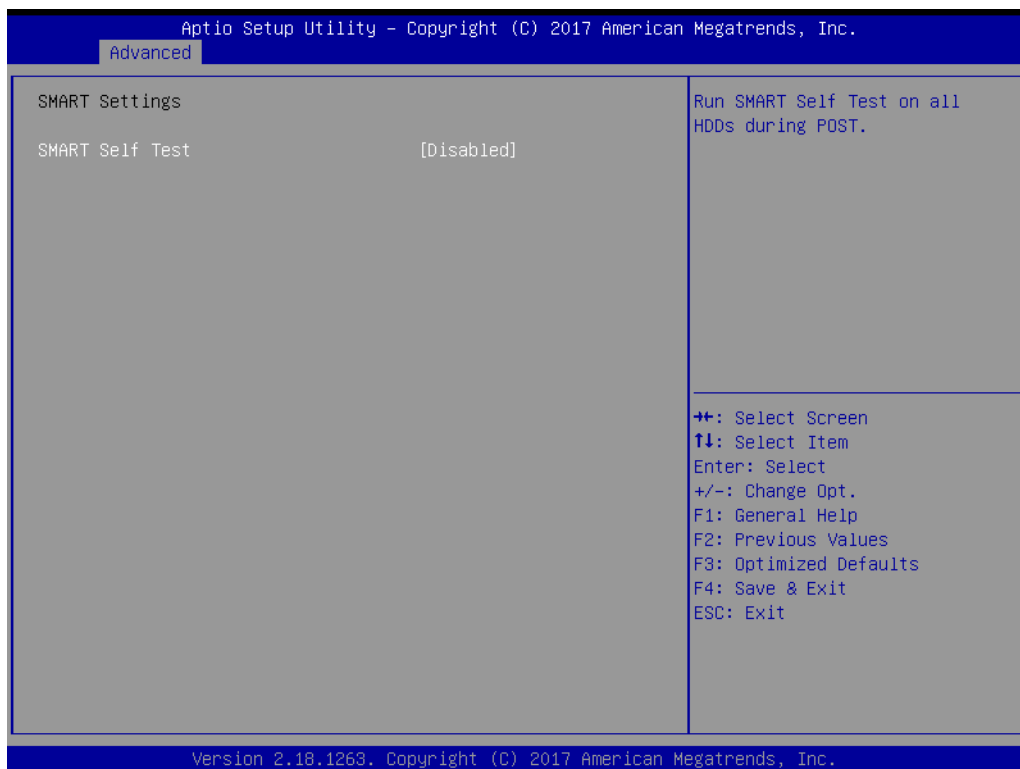 Aptio Setup Utility – Copyright (C) 2017 American Megatrends, Inc.
Advanced
SMART Settings
SMART Self Test [Disabled]
Run SMART Self Test on all
HDDs during POST.
→←: Select Screen
↑↓: Select Item
Enter: Select
+/-: Change Opt.
F1: General Help
F2: Previous Values
F3: Optimized Defaults
F4: Save & Exit
ESC: Exit
Version 2.18.1263. Copyright (C) 2017 American Megatrends, Inc.